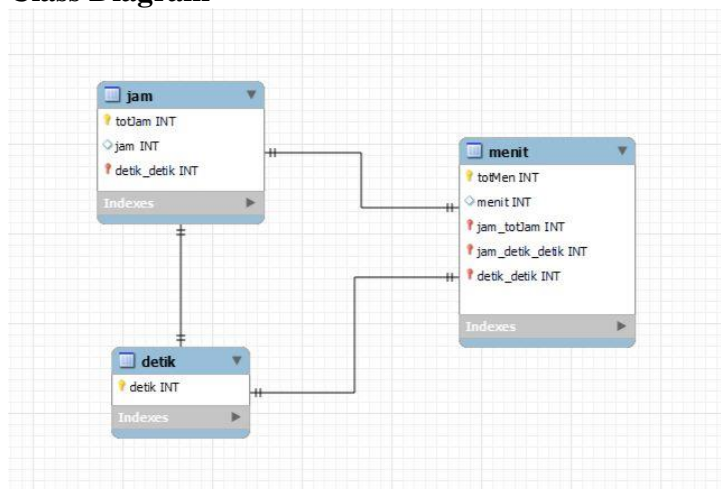 Class Diagram
jam
totJam INT
jam INT
detik_detik INT
Indexes
menit
totMen INT
menit INT
jam_totJam INT
jam_detik_detik INT
detik_detik INT
Indexes
detik
detik INT
Indexes